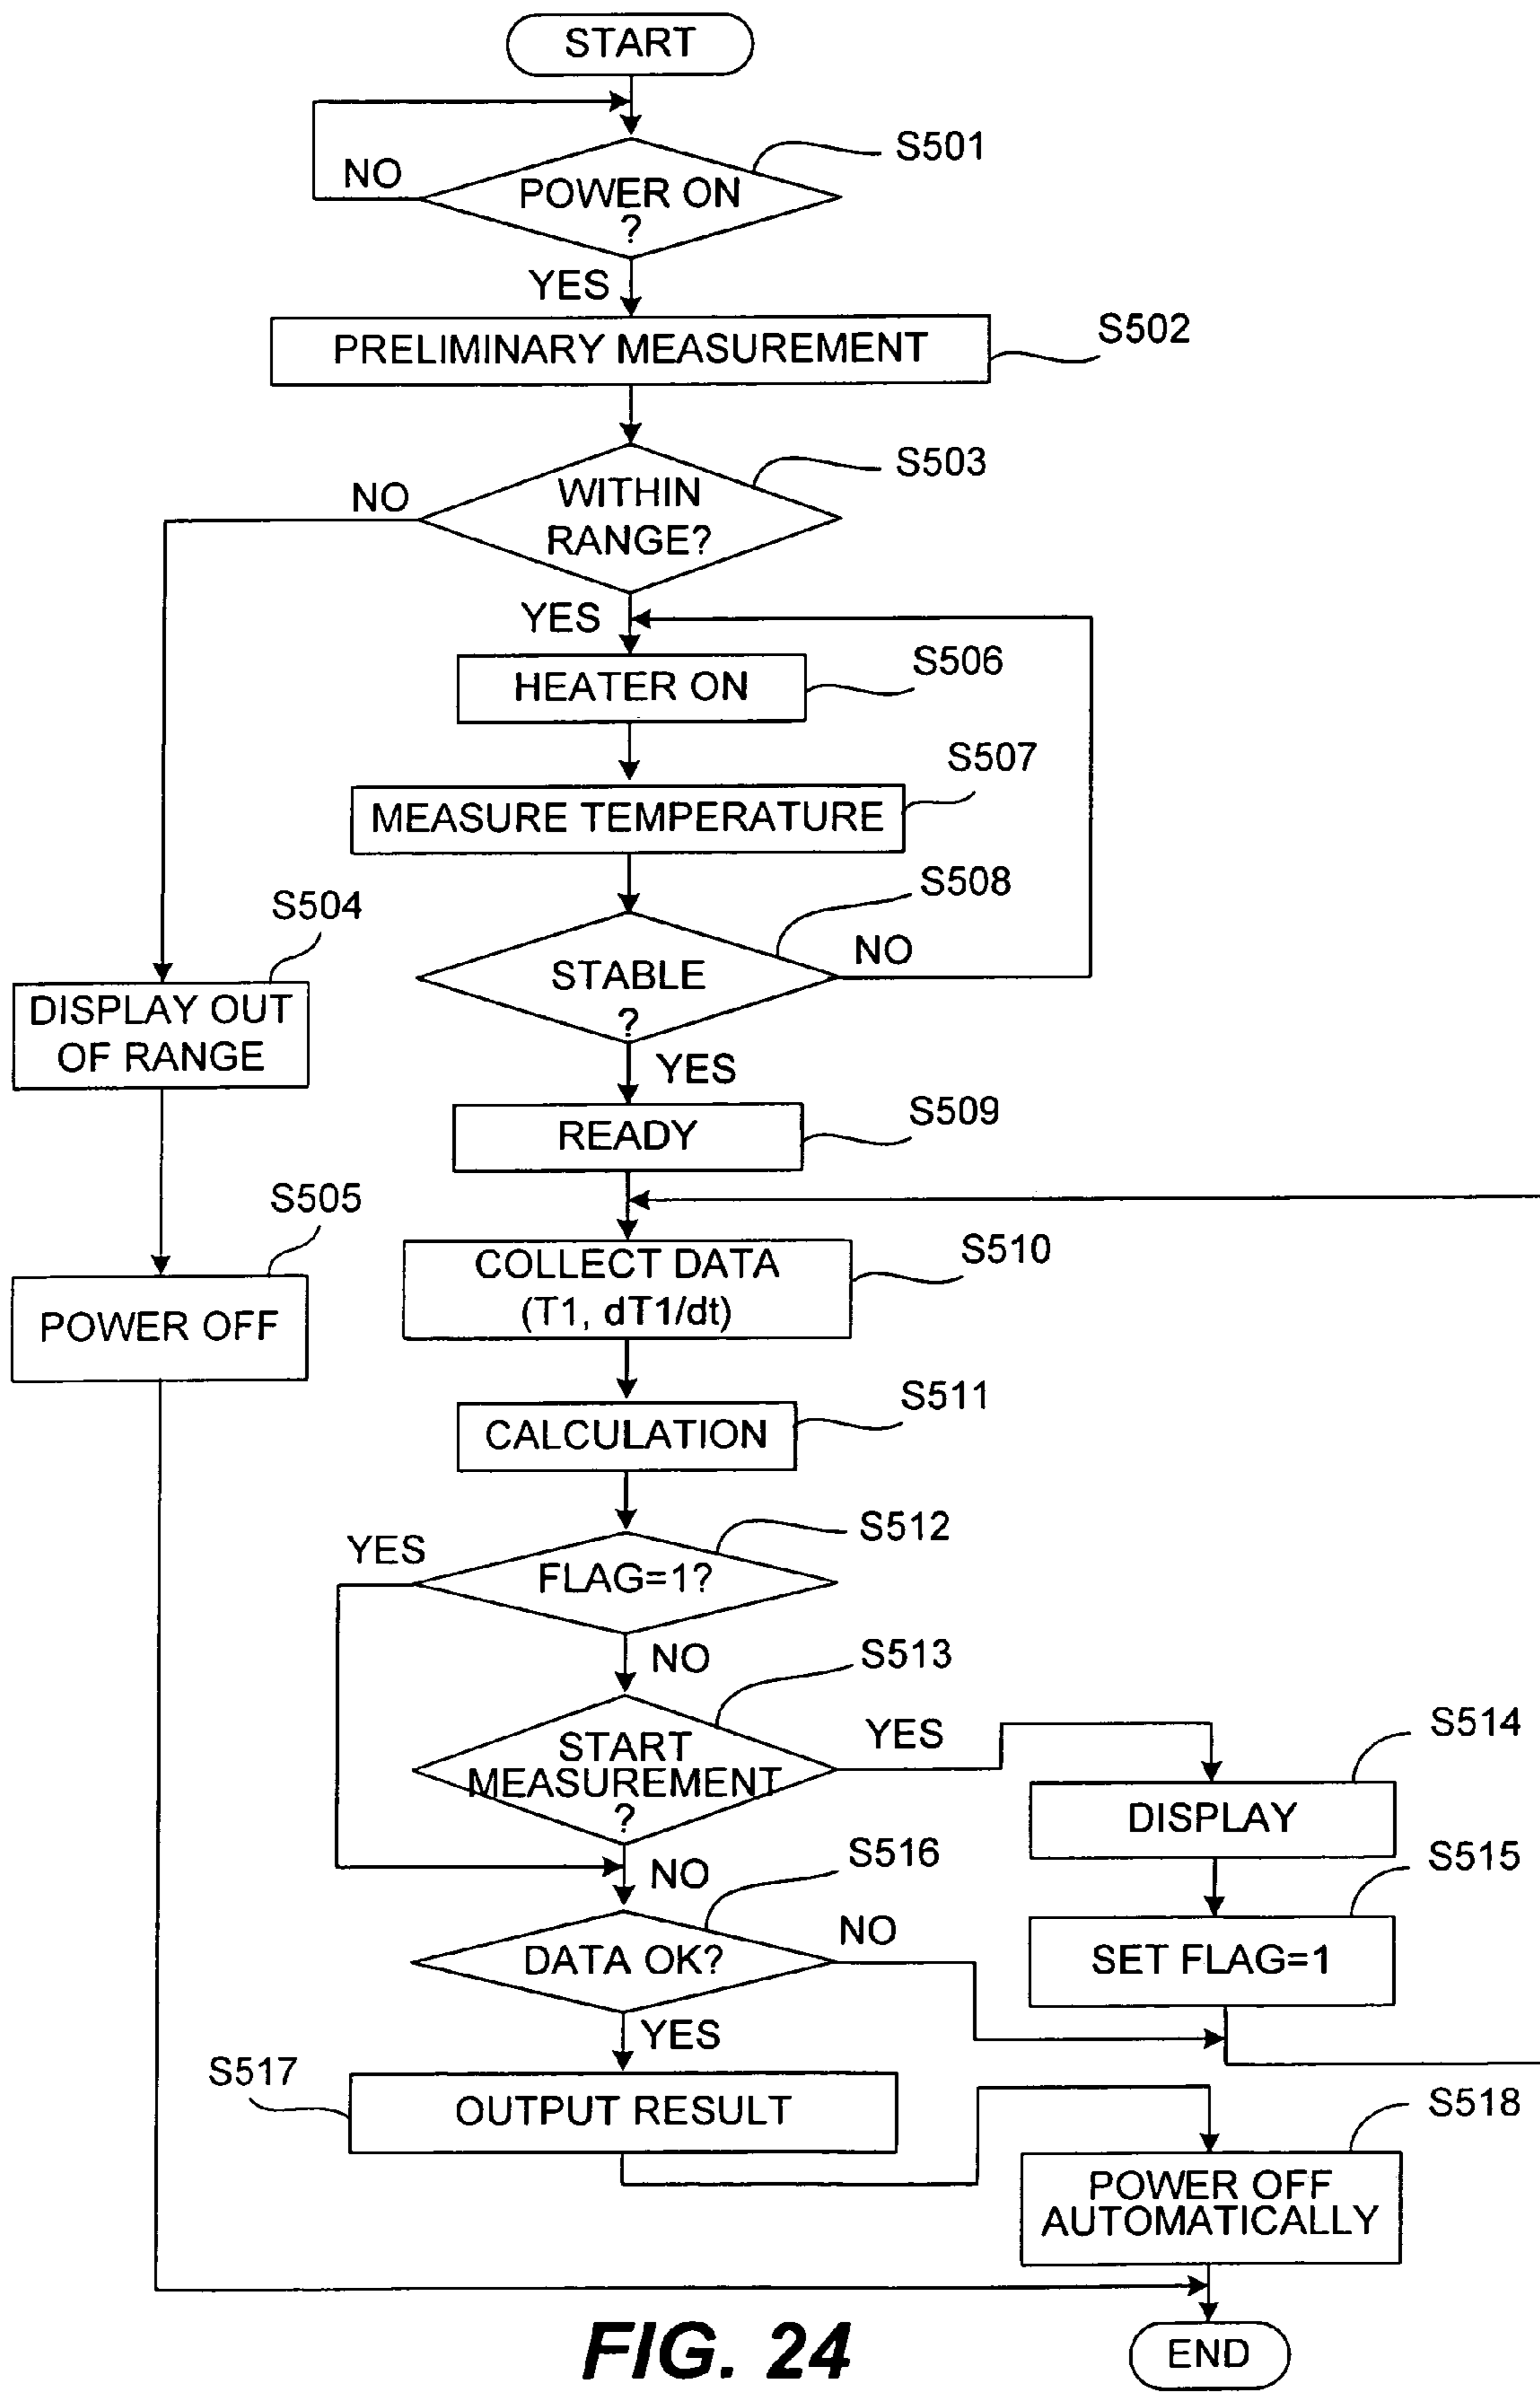 START
S501
NO
POWER ON
?
YES
PRELIMINARY MEASUREMENT
S502
S503
NO
WITHIN
RANGE?
YES
S506
HEATER ON
S507
MEASURE TEMPERATURE
S508
S504
NO
STABLE
?
DISPLAY OUT
OF RANGE
YES
S509
READY
S505
S510
COLLECT DATA
(T1, dT1/dt)
POWER OFF
S511
CALCULATION
S512
YES
FLAG=1?
S513
NO
S514
YES
START
MEASUREMENT
?
DISPLAY
S516
S515
NO
NO
DATA OK?
SET FLAG=1
YES
S517
OUTPUT RESULT
S518
POWER OFF
AUTOMATICALLY
FIG. 24
END